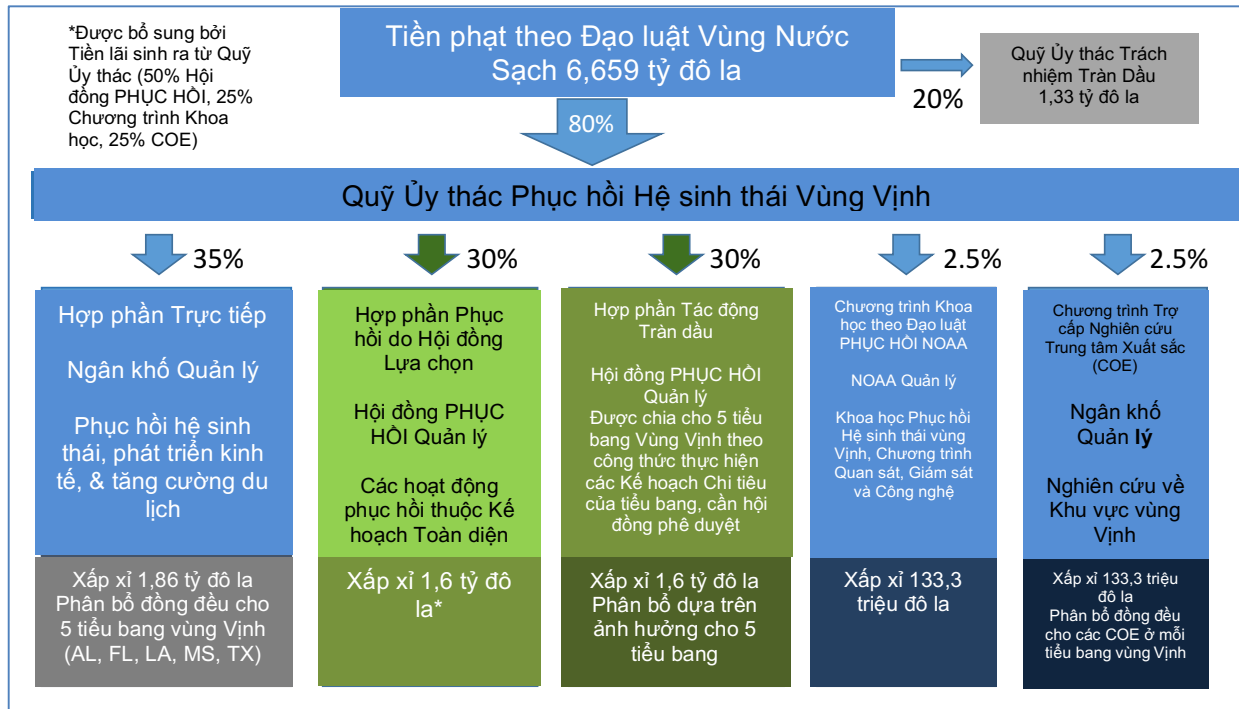 *Được bổ sung bởi
Tiền lãi sinh ra từ Quỹ
Ủy thác (50% Hội
đồng PHỤC HỒI, 25%
Chương trình Khoa
học, 25% COE)
Tiền phạt theo Đạo luật Vùng Nước
Sạch 6,659 tỷ đô la
20%
Quỹ Ủy thác Trách
nhiệm Tràn Dầu
1,33 tỷ đô la
80%
Quỹ Ủy thác Phục hồi Hệ sinh thái Vùng Vịnh
35%
30%
30%
2.5%
2.5%
Hợp phần Trực tiếp
Ngân khố Quản lý
Phục hồi hệ sinh
thái, phát triển kinh
tế, & tăng cường du
lịch
Xấp xỉ 1,86 tỷ đô la
Phân bổ đồng đều cho
5 tiểu bang vùng Vịnh
(AL, FL, LA, MS, TX)
Hợp phần Phục
hồi do Hội đồng
Lựa chọn
Hội đồng PHỤC
HỒI Quản lý
Các hoạt động
phục hồi thuộc Kế
hoạch Toàn diện
Xấp xỉ 1,6 tỷ đô
la*
Hợp phần Tác động
Tràn dầu
Hội đồng PHỤC HỒI
Quản lý
Được chia cho 5 tiểu
bang Vùng Vịnh theo
công thức thực hiện
các Kế hoạch Chi tiêu
của tiểu bang, cần hội
đồng phê duyệt
Xấp xỉ 1,6 tỷ đô la
Phân bổ dựa trên
ảnh hưởng cho 5
tiểu bang
Chương trình Khoa
học theo Đạo luật
PHỤC HỒI NOAA
NOAA Quản lý
Khoa học Phục hồi
Hệ sinh thái vùng
Vịnh, Chương trình
Quan sát, Giám sát
và Công nghệ
Xấp xỉ 133,3
triệu đô la
Chương trình Trợ
cấp Nghiên cứu
Trung tâm Xuất sắc
(COE)
Ngân khố
Quản lý
Nghiên cứu về
Khu vực vùng
Vịnh
Xấp xỉ 133,3 triệu
đô la
Phân bổ đồng đều
cho các COE ở mỗi
tiểu bang vùng Vịnh